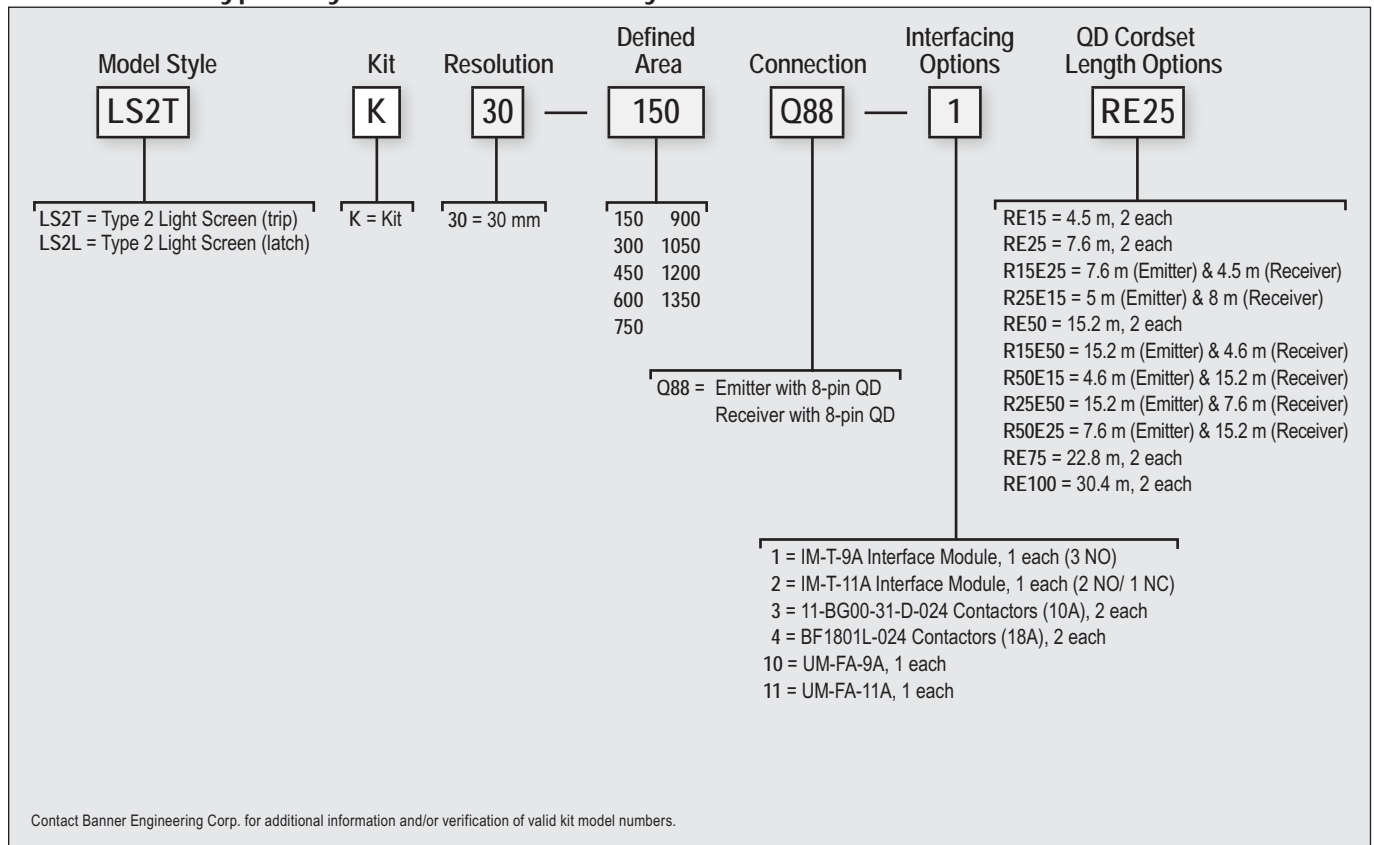 Model Style
Kit
Resolution
Defined
Area
Connection
Interfacing
Options
QD Cordset
Length Options
LS2T K 30 — 150 Q88 — 1 RE25
LS2T = Type 2 Light Screen (trip)
LS2L = Type 2 Light Screen (latch)
K = Kit
30 = 30 mm
150 900
300 1050
450 1200
600 1350
750
Q88 = Emitter with 8-pin QD
Receiver with 8-pin QD
1 = IM-T-9A Interface Module, 1 each (3 NO)
2 = IM-T-11A Interface Module, 1 each (2 NO/ 1 NC)
3 = 11-BG00-31-D-024 Contactors (10A), 2 each
4 = BF1801L-024 Contactors (18A), 2 each
10 = UM-FA-9A, 1 each
11 = UM-FA-11A, 1 each
RE15 = 4.5 m, 2 each
RE25 = 7.6 m, 2 each
R15E25 = 7.6 m (Emitter) & 4.5 m (Receiver)
R25E15 = 5 m (Emitter) & 8 m (Receiver)
RE50 = 15.2 m, 2 each
R15E50 = 15.2 m (Emitter) & 4.6 m (Receiver)
R50E15 = 4.6 m (Emitter) & 15.2 m (Receiver)
R25E50 = 15.2 m (Emitter) & 7.6 m (Receiver)
R50E25 = 7.6 m (Emitter) & 15.2 m (Receiver)
RE75 = 22.8 m, 2 each
RE100 = 30.4 m, 2 each
Contact Banner Engineering Corp. for additional information and/or verification of valid kit model numbers.